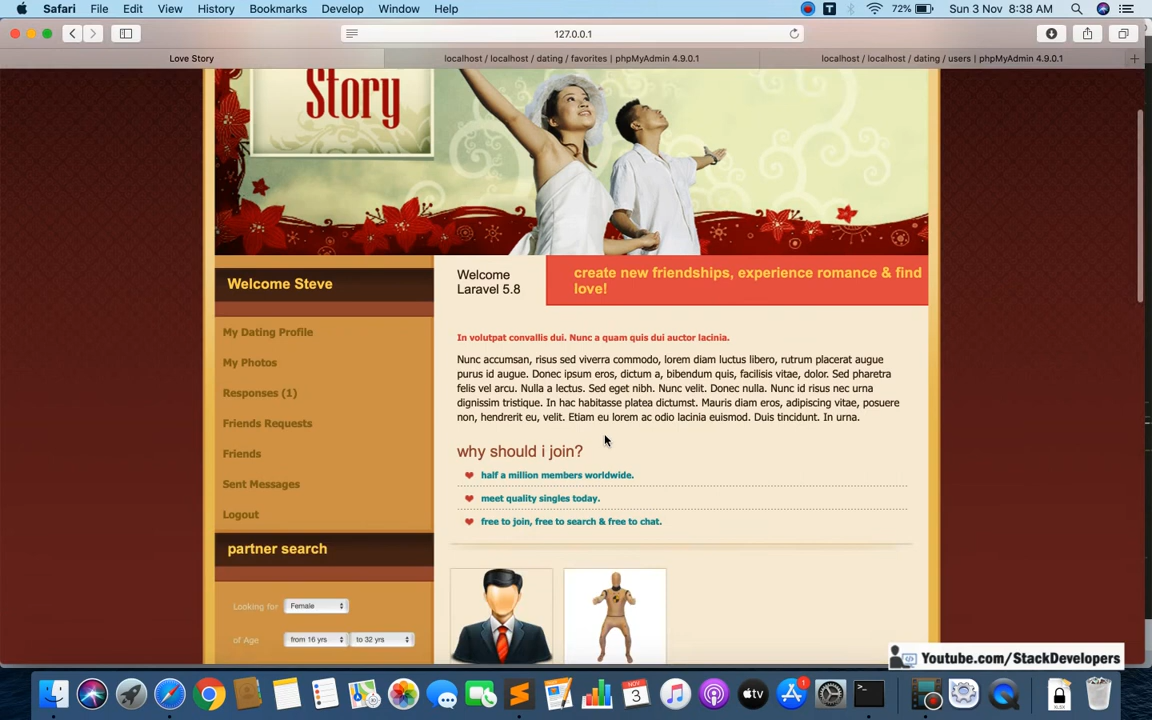 Safari File Edit View History Bookmarks Develop Window Help 72% Sun 3 Nov 8:38 AM
127.0.0.1
Love Story
localhost / localhost / dating / favorites | phpMyAdmin 4.9.0.1
localhost / localhost / dating / users | phpMyAdmin 4.9.0.1
Story
Welcome Steve
My Dating Profile
My Photos
Responses (1)
Friends Requests
Friends
Sent Messages
Logout
partner search
Looking for Female
of Age from 16 yrs to 32 yrs
Welcome
Laravel 5.8
create new friendships, experience romance & find
love!
In volutpat convallis dui. Nunc a quam quis dui auctor lacinia.
Nunc accumsan, risus sed viverra commodo, lorem diam luctus libero, rutrum placerat augue
purus id augue. Donec ipsum eros, dictum a, bibendum quis, facilisis vitae, dolor. Sed pharetra
felis vel arcu. Nulla a lectus. Sed eget nibh. Nunc velit. Donec nulla. Nunc id risus nec urna
dignissim tristique. In hac habitasse platea dictumst. Mauris diam eros, adipiscing vitae, posuere
non, hendrerit eu, velit. Etiam eu lorem ac odio lacinia euismod. Duis tincidunt. In urna.
why should i join?
half a million members worldwide.
meet quality singles today.
free to join, free to search & free to chat.
Youtube.com/StackDevelopers
NOV
3
tv
1
XLSX